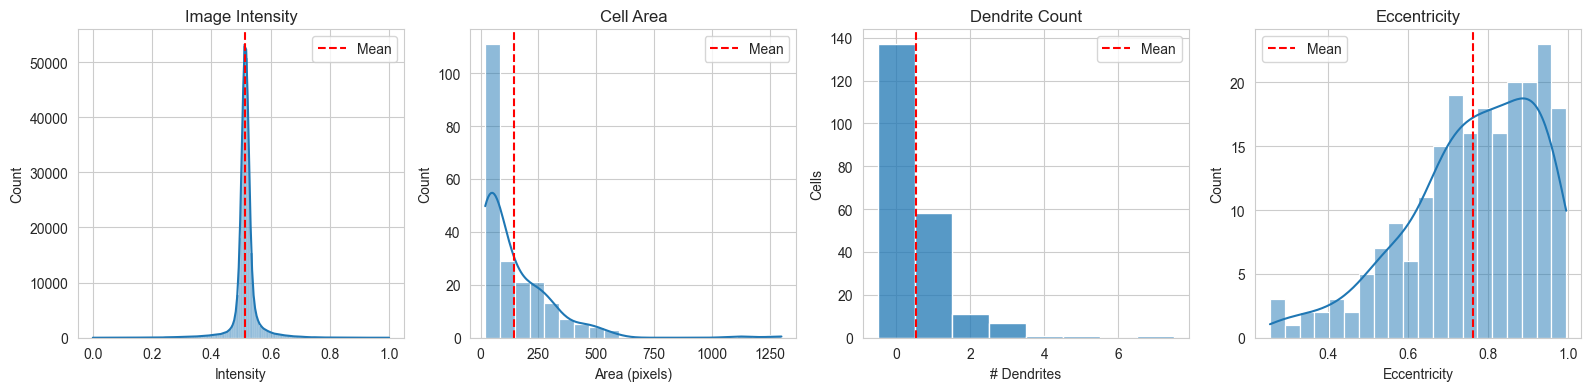 Image Intensity
Mean
50000
40000
30000
20000
10000
0
Count
0.0 0.2 0.4 0.6 0.8 1.0
Intensity
Cell Area
Mean
100
80
60
40
20
0
Count
0 250 500 750 1000 1250
Area (pixels)
Dendrite Count
Mean
140
120
100
80
60
40
20
0
Cells
0 2 4 6
# Dendrites
Eccentricity
Mean
20
15
10
5
0
Count
0.4 0.6 0.8 1.0
Eccentricity